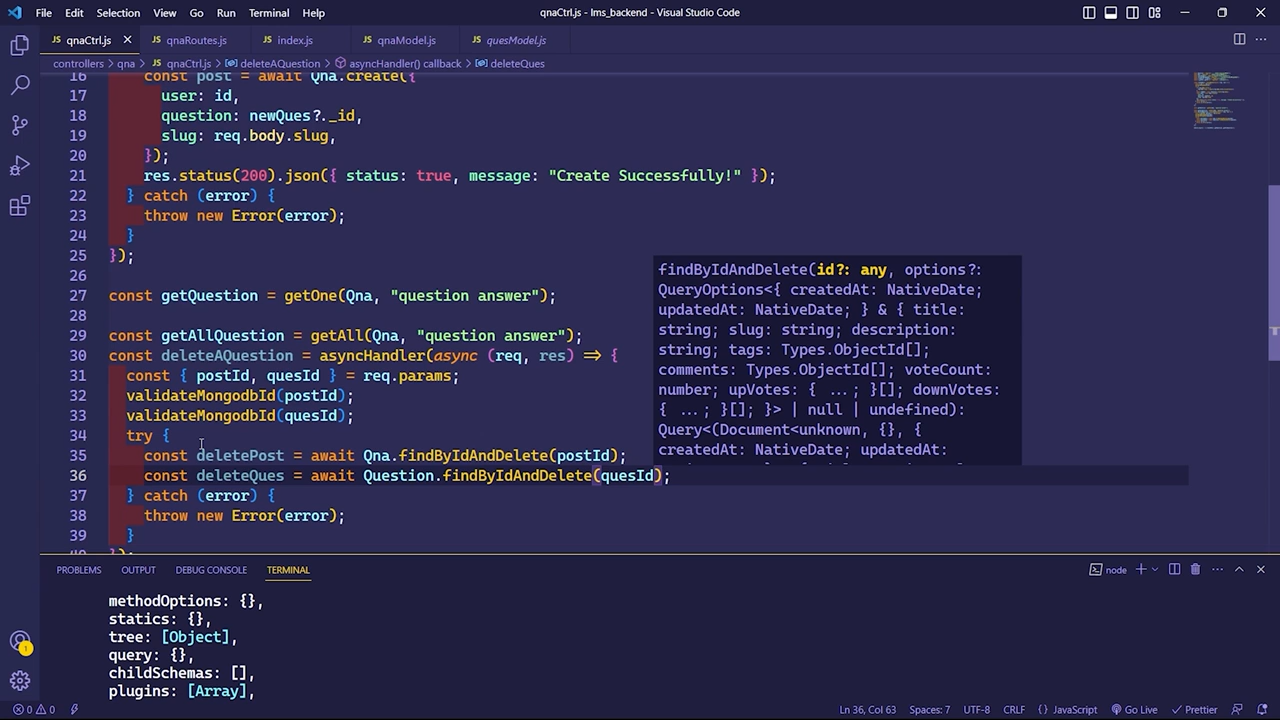 File Edit Selection View Go Run Terminal Help qnaCtrl.js - lms_backend - Visual Studio Code
qnaCtrl.js qnaRoutes.js index.js qnaModel.js quesModel.js
controllers > qna > qnaCtrl.js > deleteAQuestion > asyncHandler() callback > deleteQues
16 const post = await Qna.create({
17 user: id,
18 question: newQues?._id,
19 slug: req.body.slug,
20 });
21 res.status(200).json({ status: true, message: "Create Successfully!" });
22 } catch (error) {
23 throw new Error(error);
24 }
25 });
26
27 const getQuestion = getOne(Qna, "question answer");
28
29 const getAllQuestion = getAll(Qna, "question answer");
30 const deleteAQuestion = asyncHandler(async (req, res) => {
31 const { postId, quesId } = req.params;
32 validateMongodbId(postId);
33 validateMongodbId(quesId);
34 try {
35 const deletePost = await Qna.findByIdAndDelete(postId);
36 const deleteQues = await Question.findByIdAndDelete(quesId);
37 } catch (error) {
38 throw new Error(error);
39 }
40 });
findByIdAndDelete(id?: any, options?:
QueryOptions<{ createdAt: NativeDate;
updatedAt: NativeDate; } & { title:
string; slug: string; description:
string; tags: Types.ObjectId[];
comments: Types.ObjectId[]; voteCount:
number; upVotes: { ...; }[]; downVotes:
{ ...; }[]; }> | null | undefined):
Query<(Document<unknown, {}, {
createdAt: NativeDate; updatedAt:
PROBLEMS OUTPUT DEBUG CONSOLE TERMINAL node
methodOptions: {},
statics: {},
tree: [Object],
query: {},
childSchemas: [],
plugins: [Array],
1
0 0 Ln 36, Col 63 Spaces: 7 UTF-8 CRLF {} JavaScript Go Live Prettier